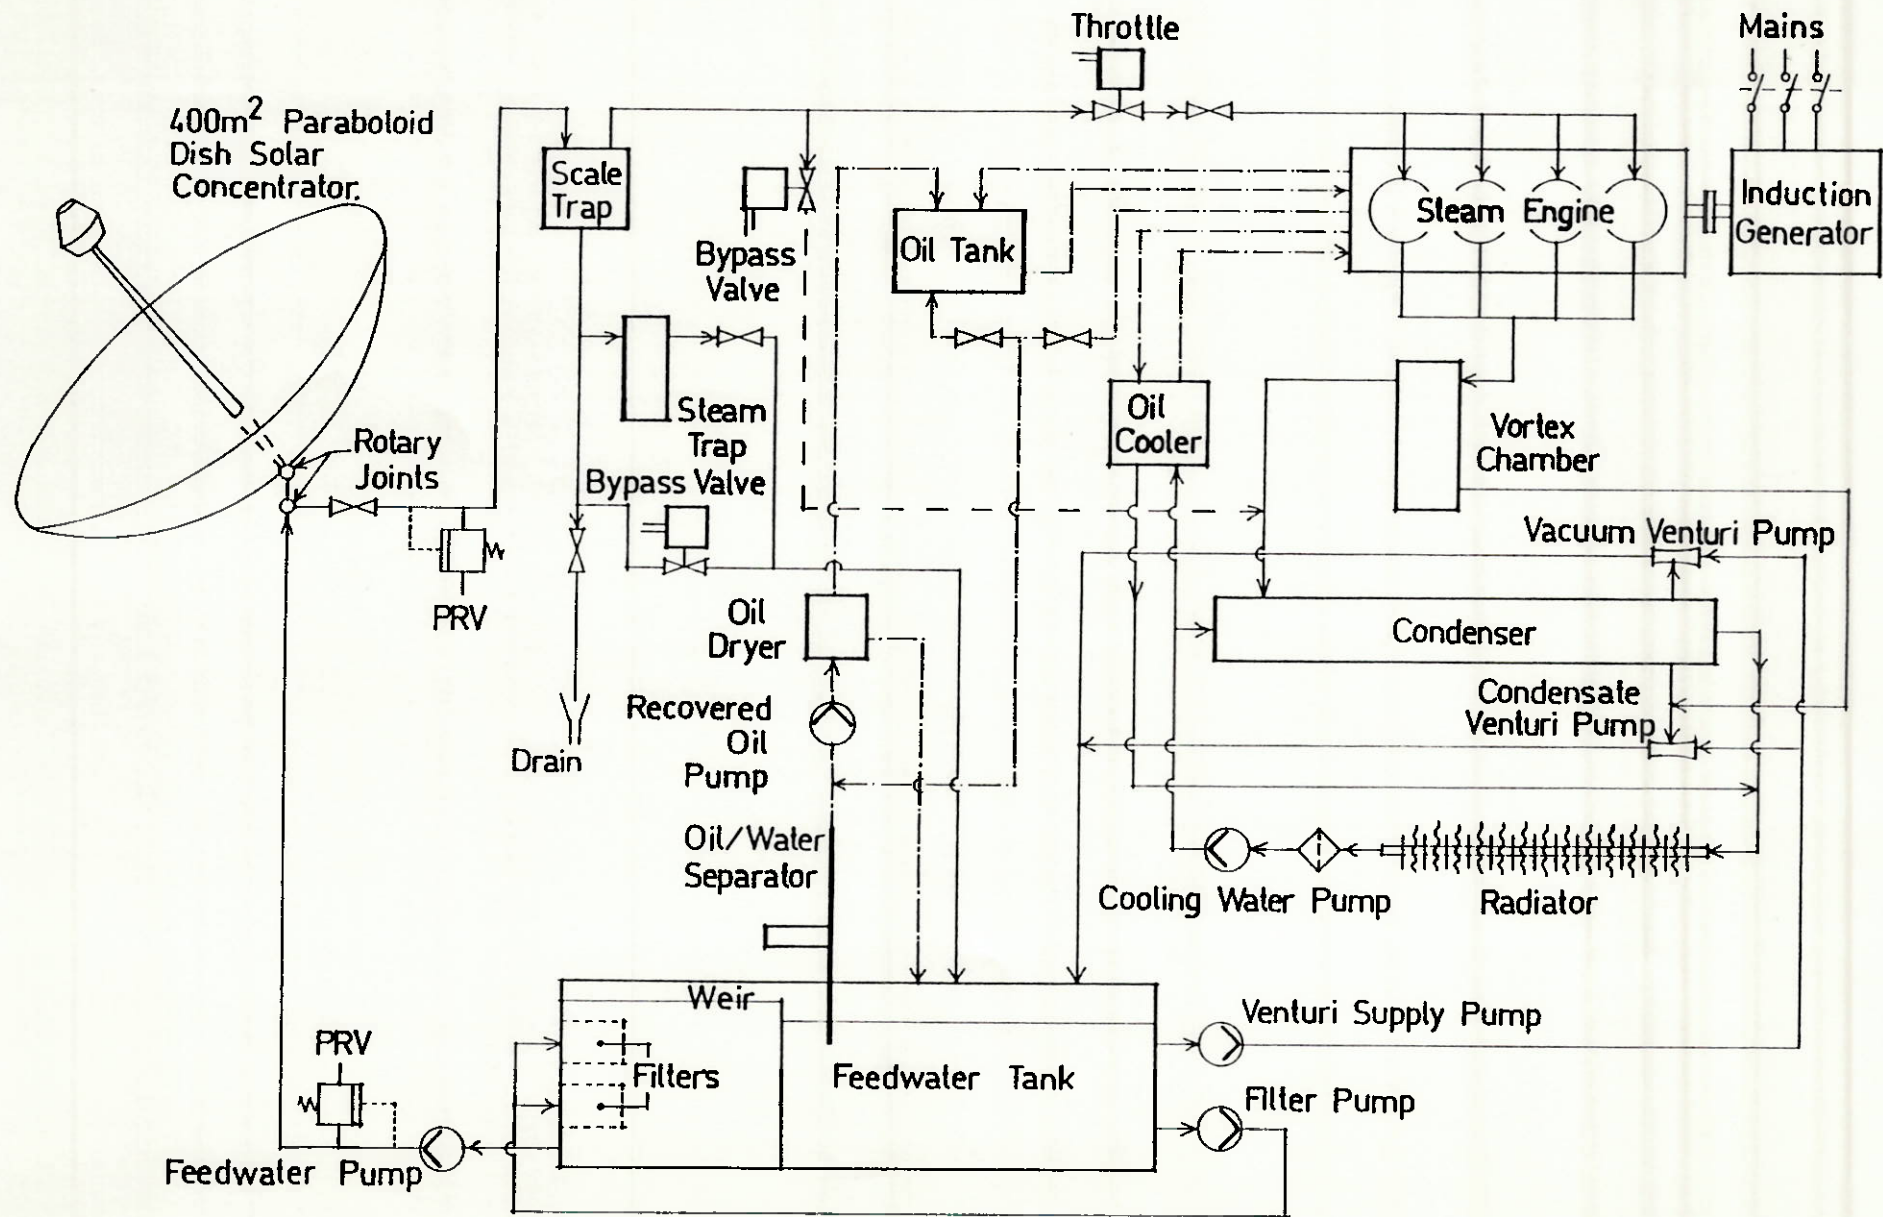 Throttle
Mains
400m² Paraboloid
Dish Solar
Concentrator.
Scale
Trap
Bypass
Valve
Oil Tank
Steam Engine
Induction
Generator
Steam
Trap
Rotary
Joints
Bypass Valve
Oil
Cooler
Vortex
Chamber
PRV
Vacuum Venturi Pump
Oil
Dryer
Condenser
Recovered
Oil
Pump
Condensate
Venturi Pump
Drain
Oil/Water
Separator
Cooling Water Pump
Radiator
Weir
Venturi Supply Pump
PRV
Filters
Feedwater Tank
Filter Pump
Feedwater Pump